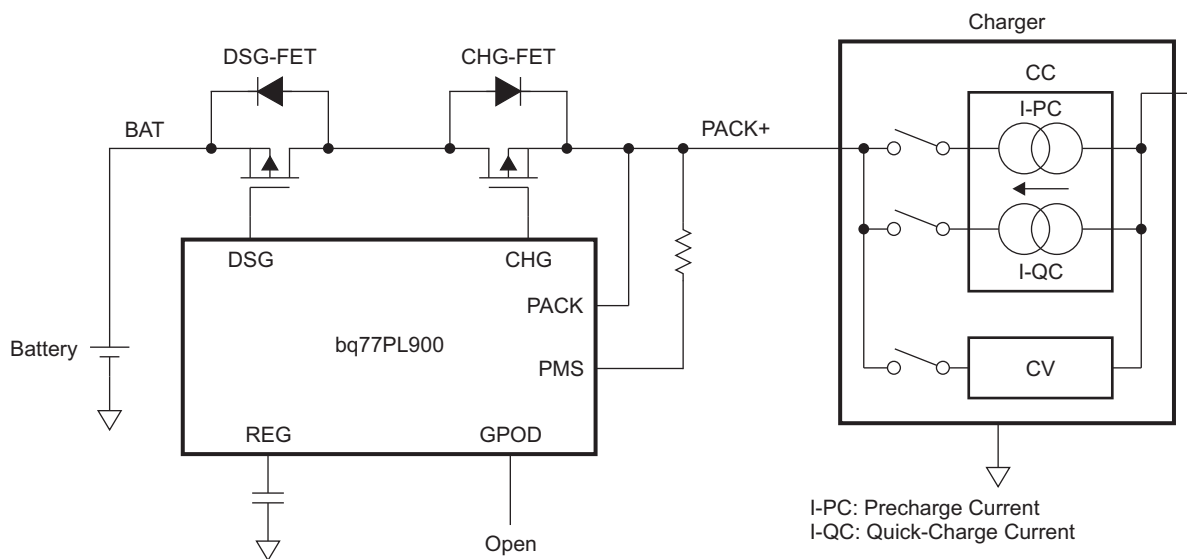 Charger
DSG-FET
CHG-FET
CC
I-PC
BAT
PACK+
I-QC
DSG
CHG
PACK
bq77PL900
Battery
PMS
CV
REG
GPOD
I-PC: Precharge Current
I-QC: Quick-Charge Current
Open